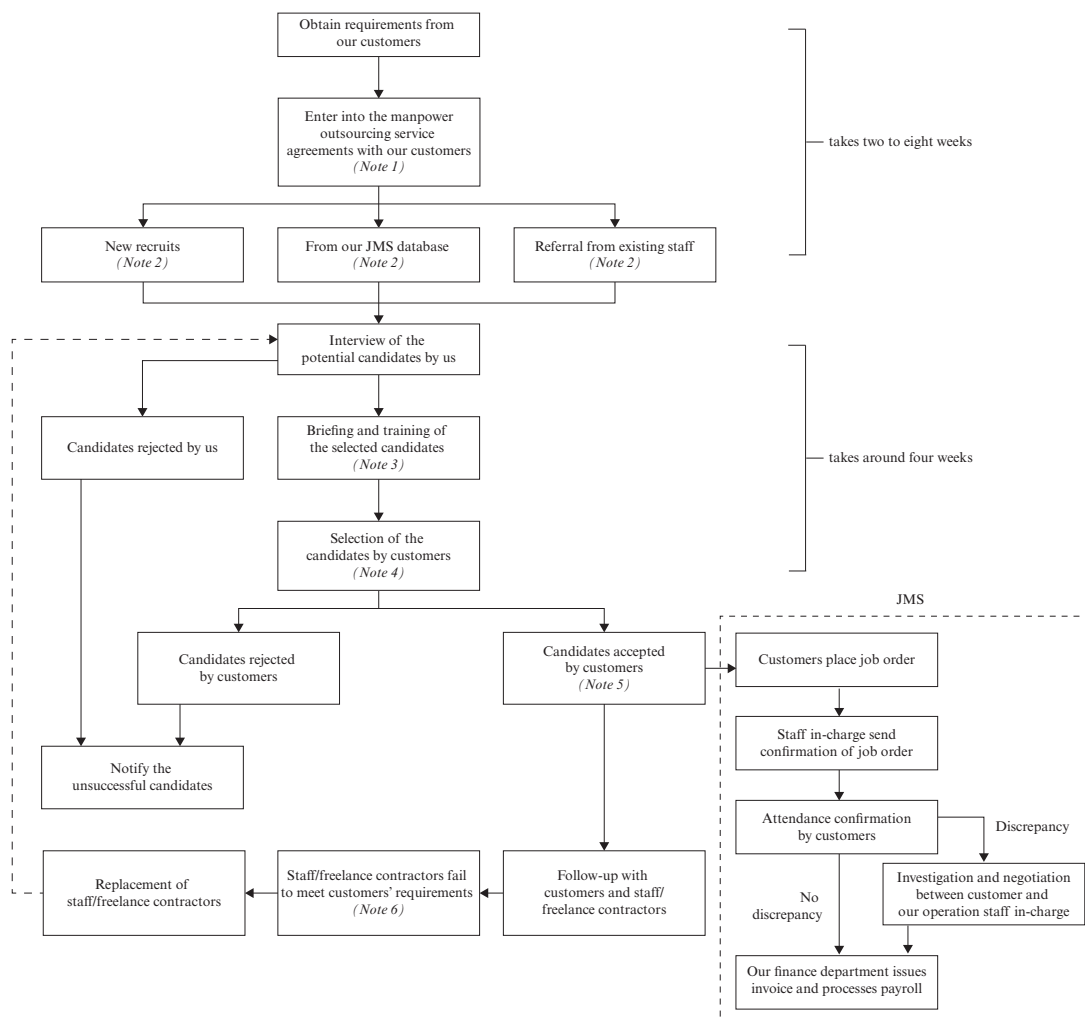 Obtain requirements from
our customers
Enter into the manpower
outsourcing service
agreements with our customers
(Note 1)
takes two to eight weeks
New recruits
(Note 2)
From our JMS database
(Note 2)
Referral from existing staff
(Note 2)
Interview of the
potential candidates by us
Candidates rejected by us
Briefing and training of
the selected candidates
(Note 3)
takes around four weeks
Selection of the
candidates by customers
(Note 4)
JMS
Candidates rejected
by customers
Candidates accepted
by customers
(Note 5)
Customers place job order
Staff in-charge send
confirmation of job order
Notify the
unsuccessful candidates
Attendance confirmation
by customers
Discrepancy
Replacement of
staff/freelance contractors
Staff/freelance contractors fail
to meet customers' requirements
(Note 6)
Follow-up with
customers and staff/
freelance contractors
No
discrepancy
Investigation and negotiation
between customer and
our operation staff in-charge
Our finance department issues
invoice and processes payroll